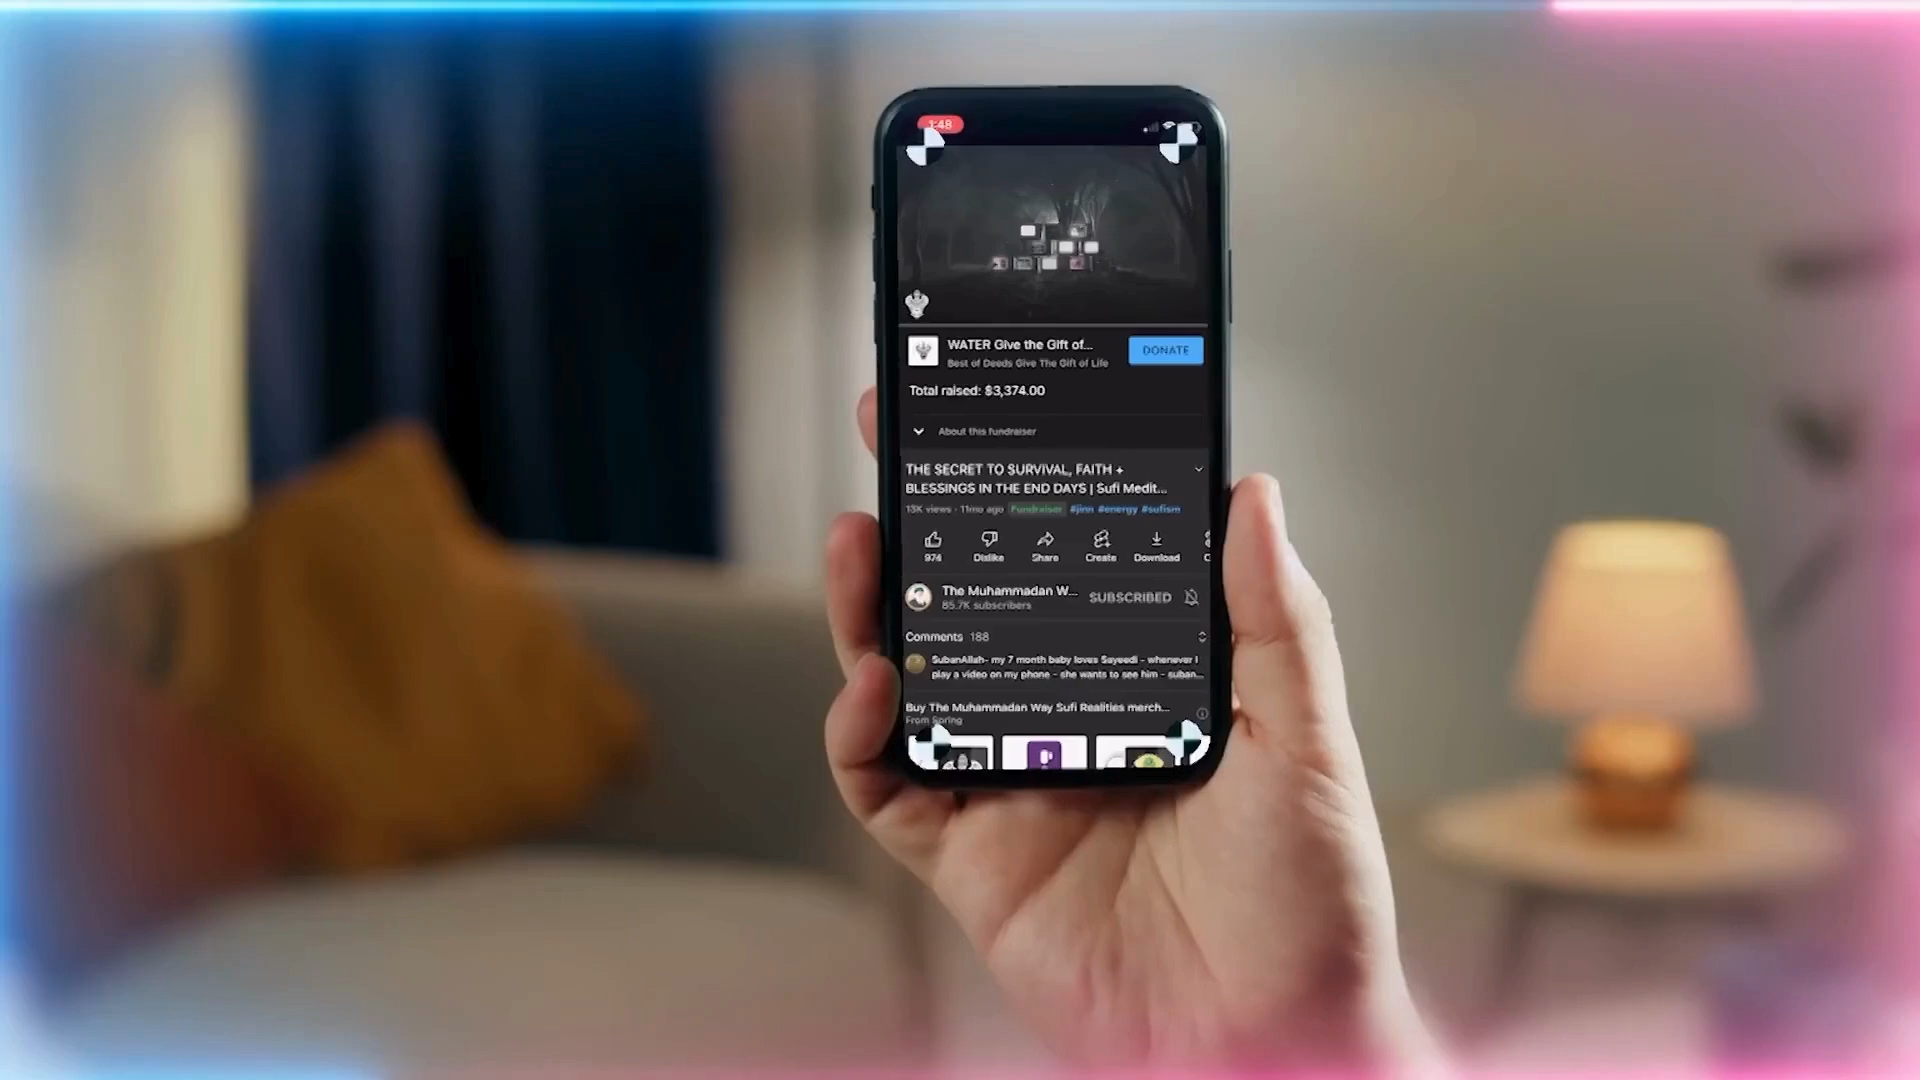 1:48
WATER Give the Gift of...
Best of Deeds Give The Gift of Life
DONATE
Total raised: $3,374.00
About this fundraiser
THE SECRET TO SURVIVAL, FAITH +
BLESSINGS IN THE END DAYS | Sufi Medit...
13K views · 11mo ago Fundraiser #jinn #energy #sufism
974 Dislike Share Create Download
The Muhammadan W...
85.7K subscribers
SUBSCRIBED
Comments 188
SubanAllah- my 7 month baby loves Sayeedi - whenever I
play a video on my phone - she wants to see him - suban...
Buy The Muhammadan Way Sufi Realities merch...
From Spring